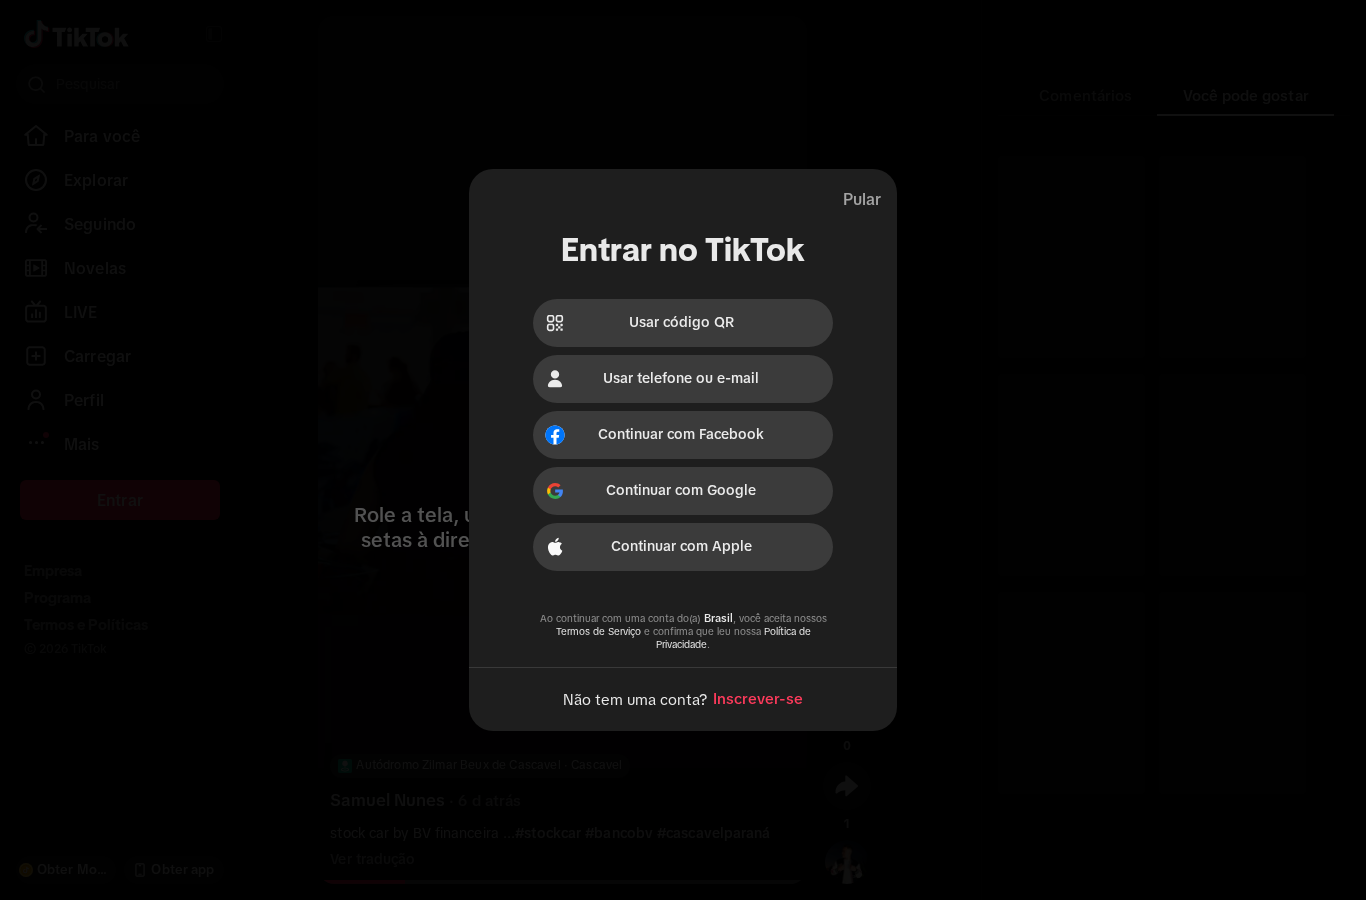 TikTok
Pesquisar
Para você
Explorar
Seguindo
Novelas
LIVE
Carregar
Perfil
Mais
Entrar
Empresa
Programa
Termos e Políticas
© 2026 TikTok
Obter Mo...
Obter app
Comentários
Você pode gostar
Role a tela, u
setas à dire
Pular
Entrar no TikTok
Usar código QR
Usar telefone ou e-mail
Continuar com Facebook
Continuar com Google
Continuar com Apple
Ao continuar com uma conta do(a) Brasil, você aceita nossos
Termos de Serviço e confirma que leu nossa Política de
Privacidade.
Não tem uma conta? Inscrever-se
0
1
Autódromo Zilmar Beux de Cascavel · Cascavel
Samuel Nunes · 6 d atrás
stock car by BV financeira ...#stockcar #bancobv #cascavelparaná
Ver tradução